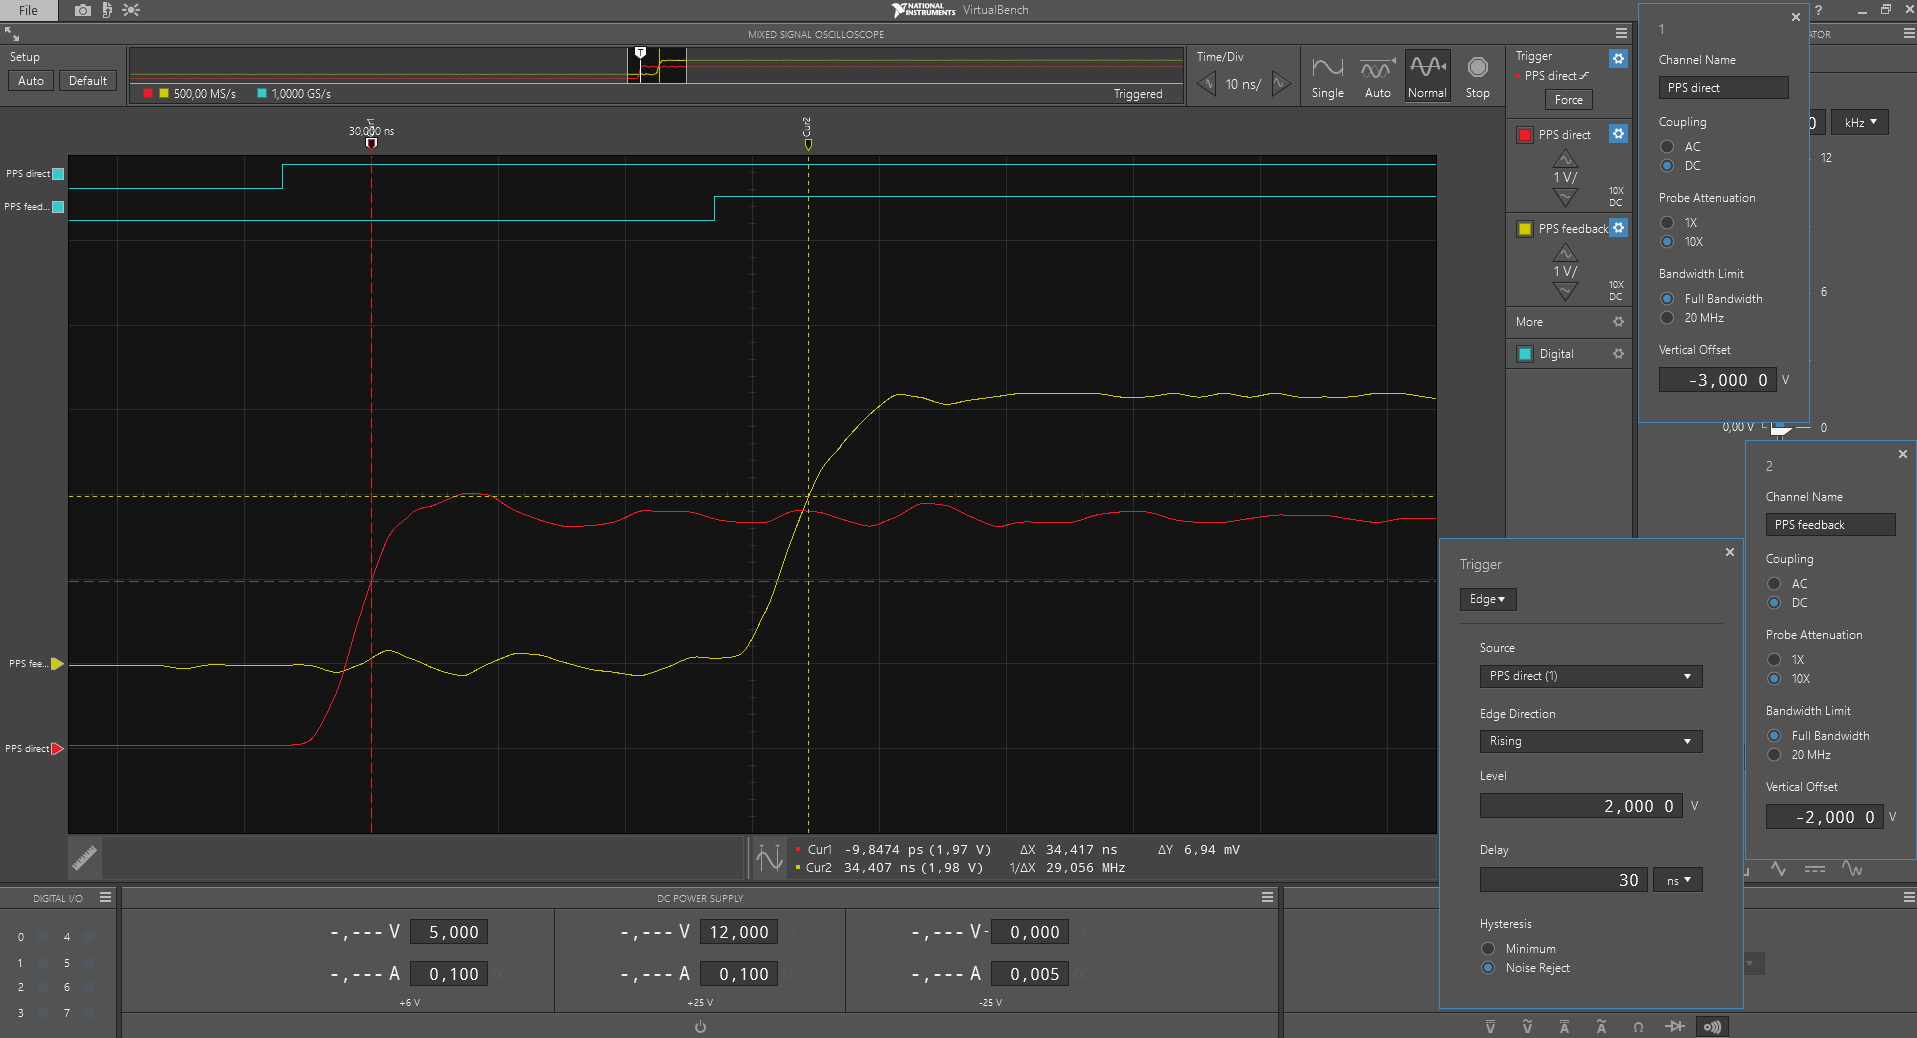 File
NATIONAL INSTRUMENTS VirtualBench
?
MIXED SIGNAL OSCILLOSCOPE
ATOR
Setup
Auto
Default
500,00 MS/s
1,0000 GS/s
Triggered
Time/Div
10 ns/
Single
Auto
Normal
Stop
Trigger
PPS direct
Force
T
30,000 ns
Cur1
Cur2
PPS direct
PPS feed...
PPS fee...
PPS direct
PPS direct
1 V/
10X
DC
PPS feedback
1 V/
10X
DC
More
Digital
1
Channel Name
PPS direct
Coupling
AC
DC
Probe Attenuation
1X
10X
Bandwidth Limit
Full Bandwidth
20 MHz
Vertical Offset
-3,000 0 V
0 kHz
12
6
0,00 V
0
2
Channel Name
PPS feedback
Coupling
AC
DC
Probe Attenuation
1X
10X
Bandwidth Limit
Full Bandwidth
20 MHz
Vertical Offset
-2,000 0 V
Trigger
Edge
Source
PPS direct (1)
Edge Direction
Rising
Level
2,000 0 V
Delay
30 ns
Hysteresis
Minimum
Noise Reject
Cur1 -9,8474 ps (1,97 V) ΔX 34,417 ns ΔY 6,94 mV
Cur2 34,407 ns (1,98 V) 1/ΔX 29,056 MHz
DIGITAL I/O
0 4
1 5
2 6
3 7
DC POWER SUPPLY
-,--- V 5,000
-,--- A 0,100 CC
+6 V
-,--- V 12,000
-,--- A 0,100 CC
+25 V
-,--- V - 0,000
-,--- A 0,005 CC
-25 V
V V A A Ω